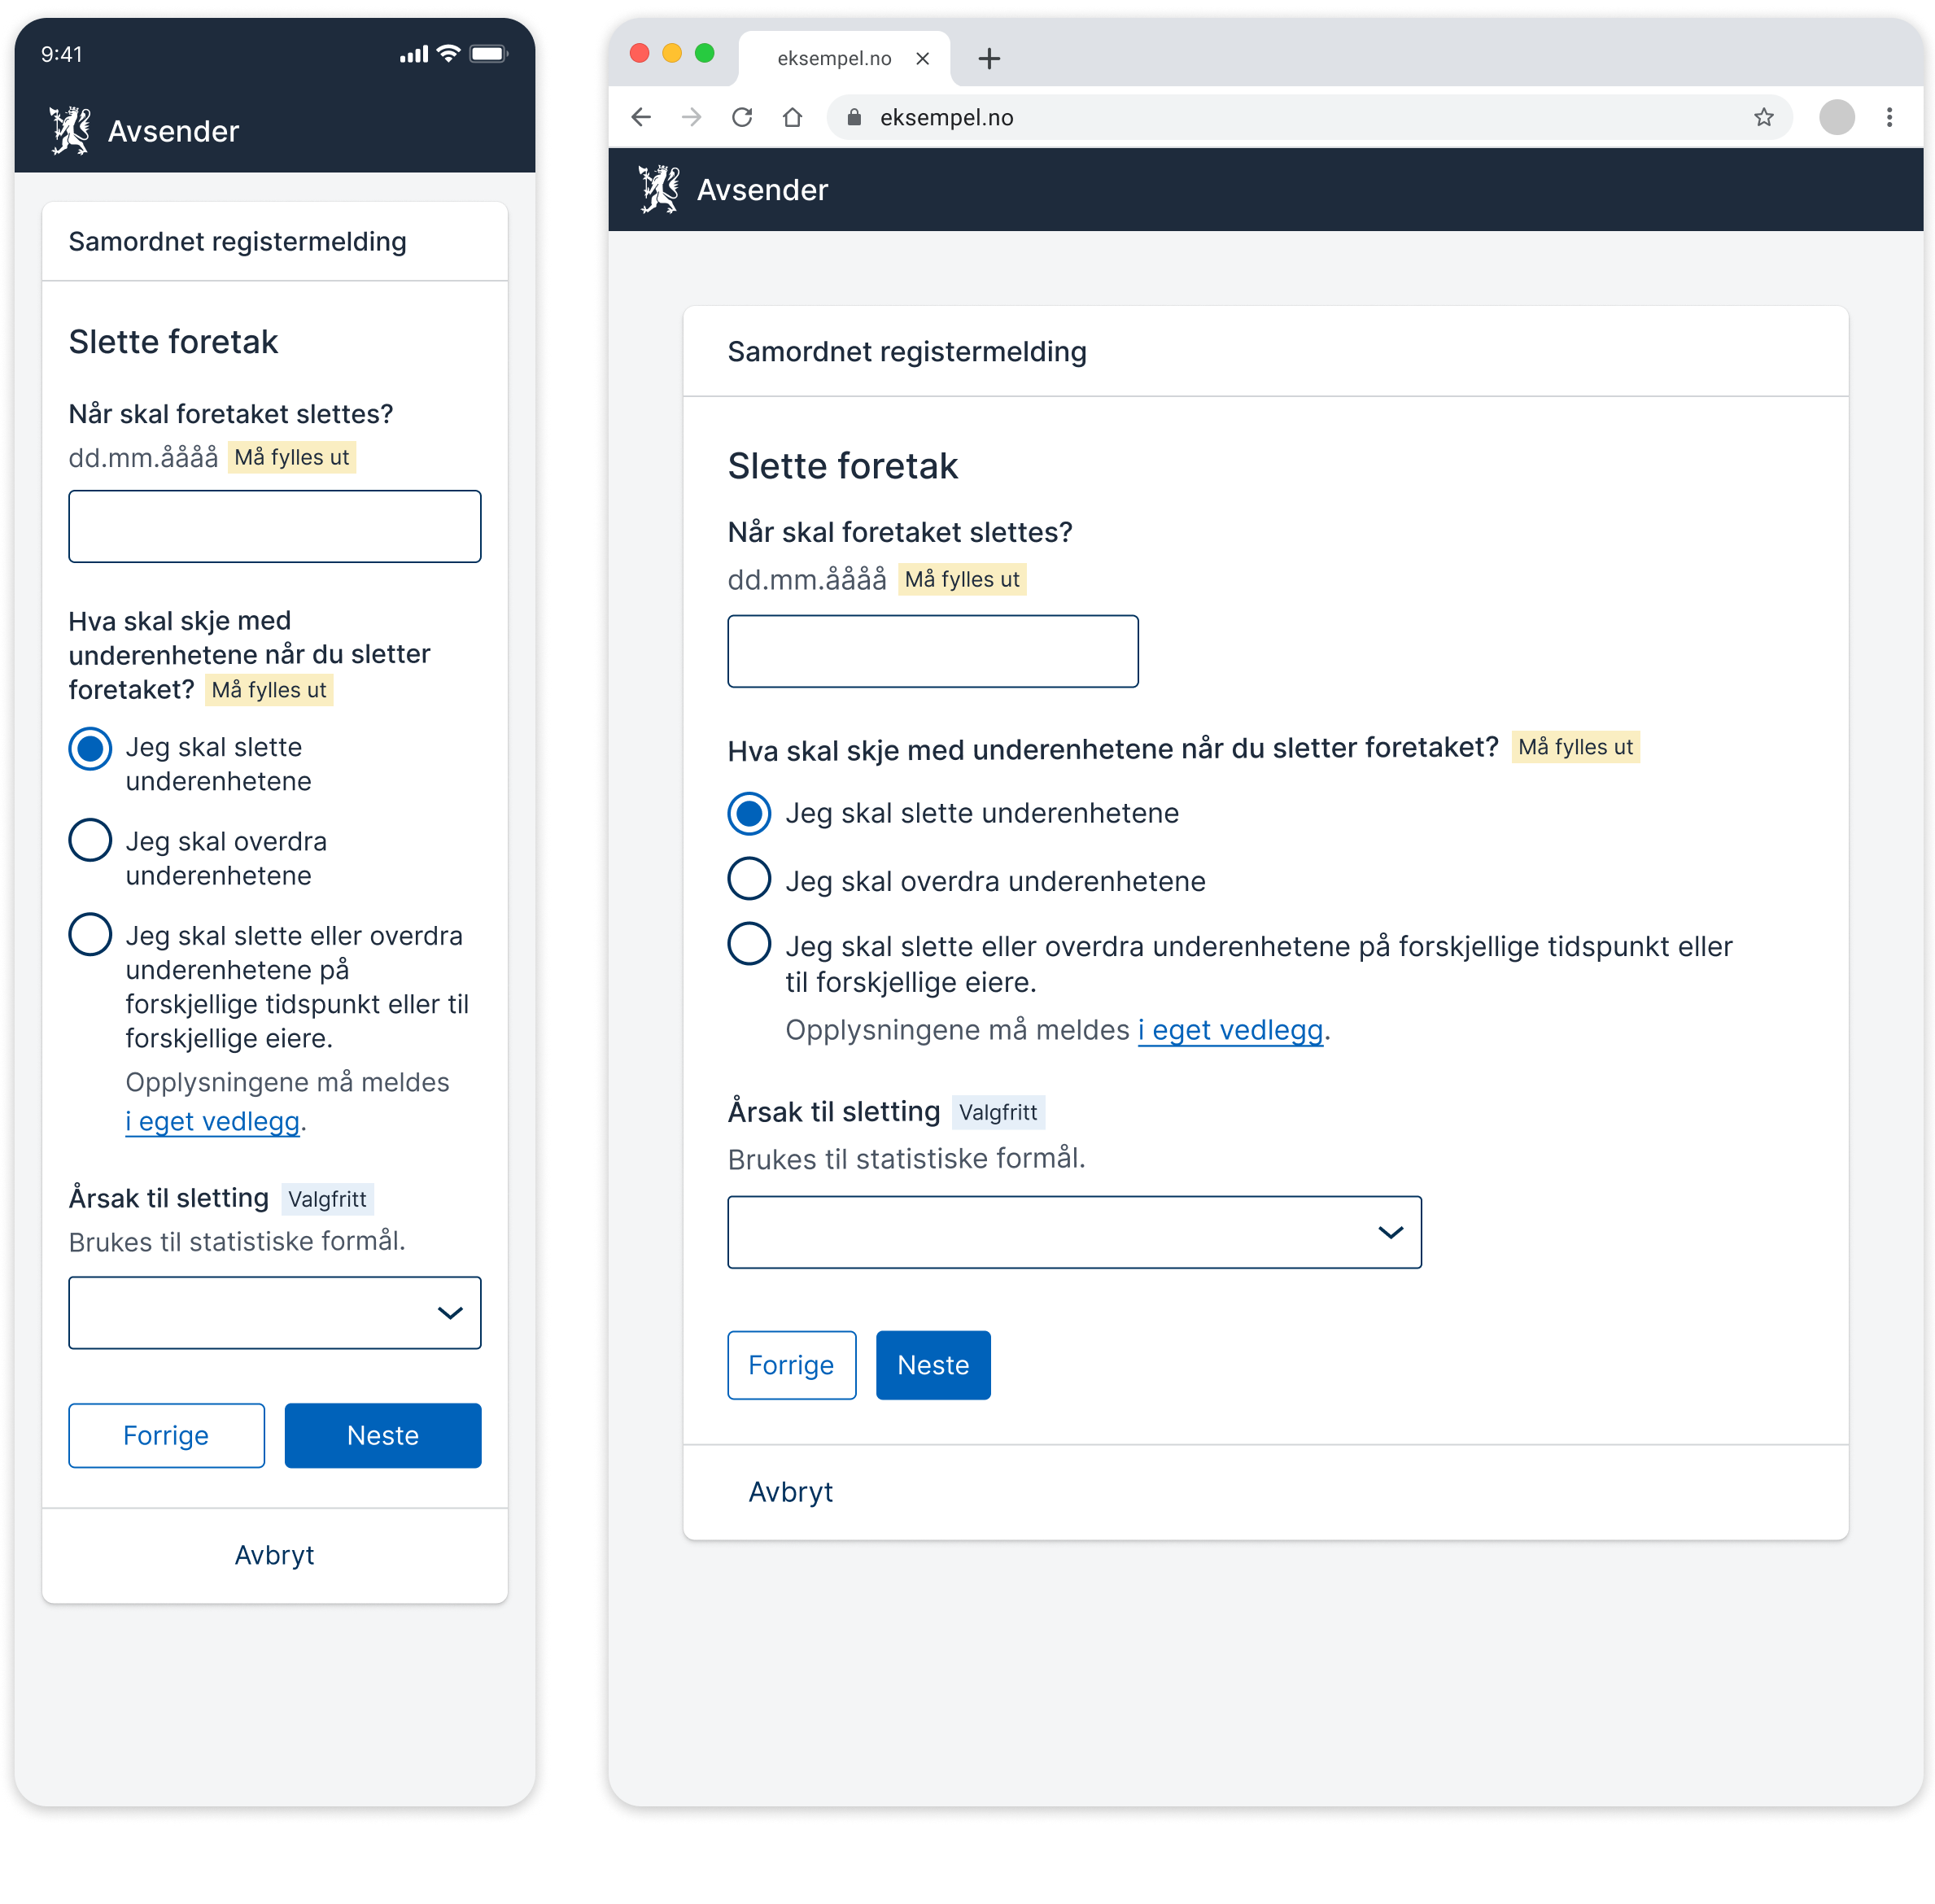 9:41
Avsender
Samordnet registermelding
Slette foretak
Når skal foretaket slettes?
dd.mm.åååå Må fylles ut
Hva skal skje med
underenhetene når du sletter
foretaket? Må fylles ut
Jeg skal slette
underenhetene
Jeg skal overdra
underenhetene
Jeg skal slette eller overdra
underenhetene på
forskjellige tidspunkt eller til
forskjellige eiere.
Opplysningene må meldes
i eget vedlegg.
Årsak til sletting Valgfritt
Brukes til statistiske formål.
Forrige Neste
Avbryt
eksempel.no
eksempel.no
Avsender
Samordnet registermelding
Slette foretak
Når skal foretaket slettes?
dd.mm.åååå Må fylles ut
Hva skal skje med underenhetene når du sletter foretaket? Må fylles ut
Jeg skal slette underenhetene
Jeg skal overdra underenhetene
Jeg skal slette eller overdra underenhetene på forskjellige tidspunkt eller
til forskjellige eiere.
Opplysningene må meldes i eget vedlegg.
Årsak til sletting Valgfritt
Brukes til statistiske formål.
Forrige Neste
Avbryt